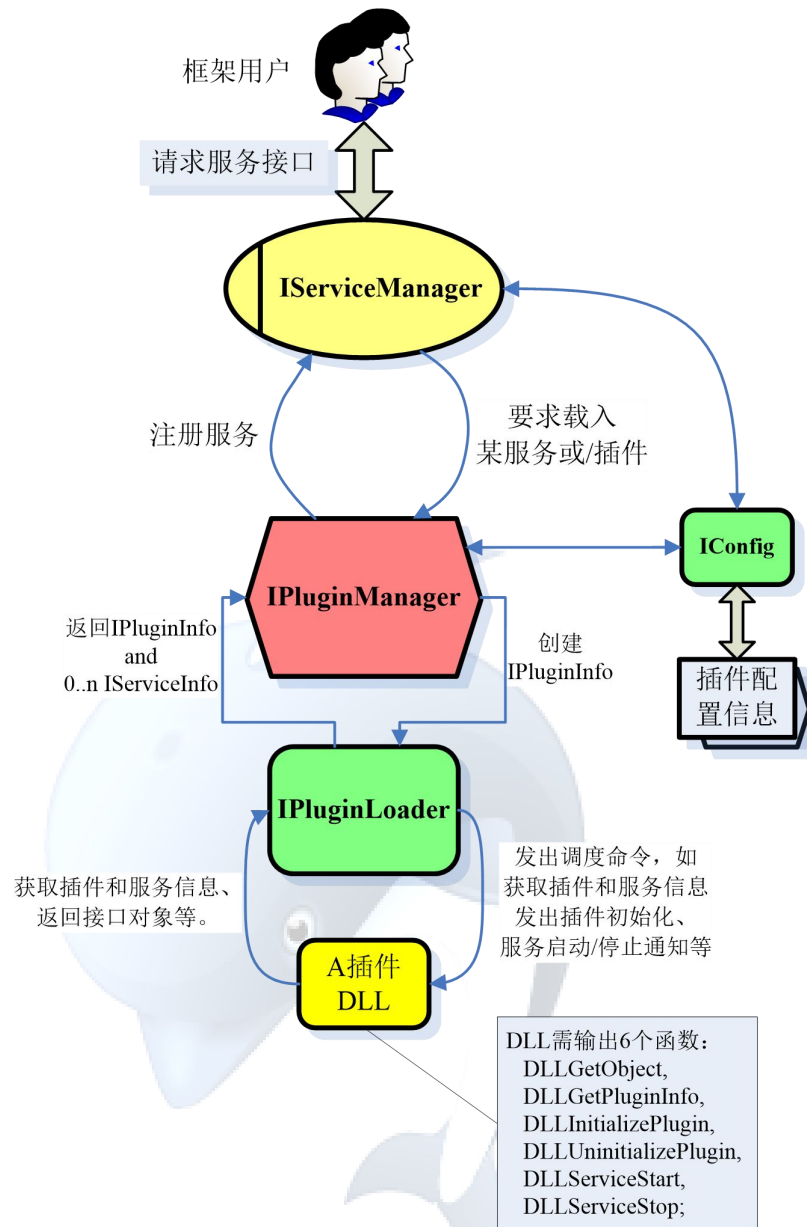 框架用户
请求服务接口
IServiceManager
注册服务
要求载入
某服务或/插件
IConfig
IPluginManager
返回IPluginInfo
and
0..n IServiceInfo
创建
IPluginInfo
插件配
置信息
IPluginLoader
获取插件和服务信息、
返回接口对象等。
发出调度命令，如
获取插件和服务信息
发出插件初始化、
服务启动/停止通知等
A插件
DLL
DLL需输出6个函数：
DLLGetObject,
DLLGetPluginInfo,
DLLInitializePlugin,
DLLUninitializePlugin,
DLLServiceStart,
DLLServiceStop;